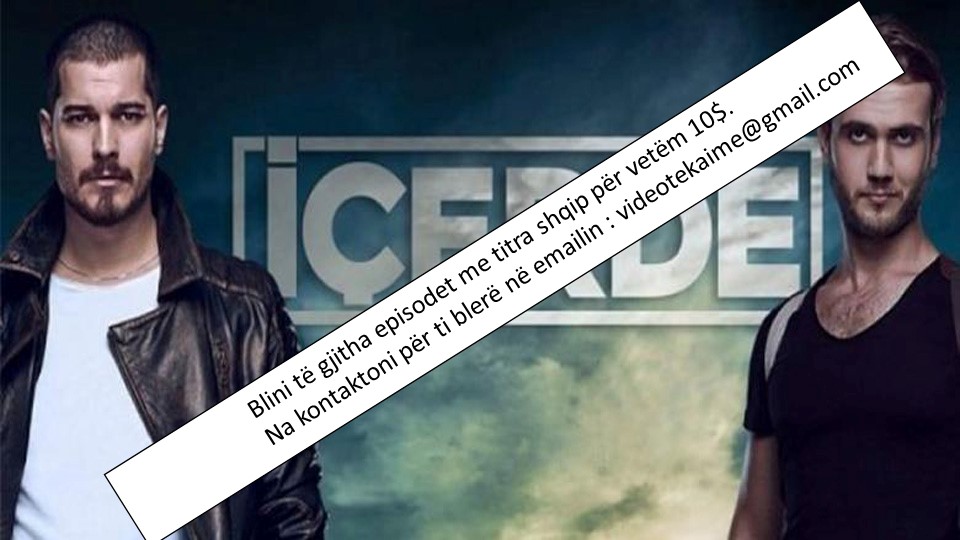 İÇERDE
Blini të gjitha episodet me titra shqip për vetëm 10$.
Na kontaktoni për ti blerë në emailin : videotekaime@gmail.com